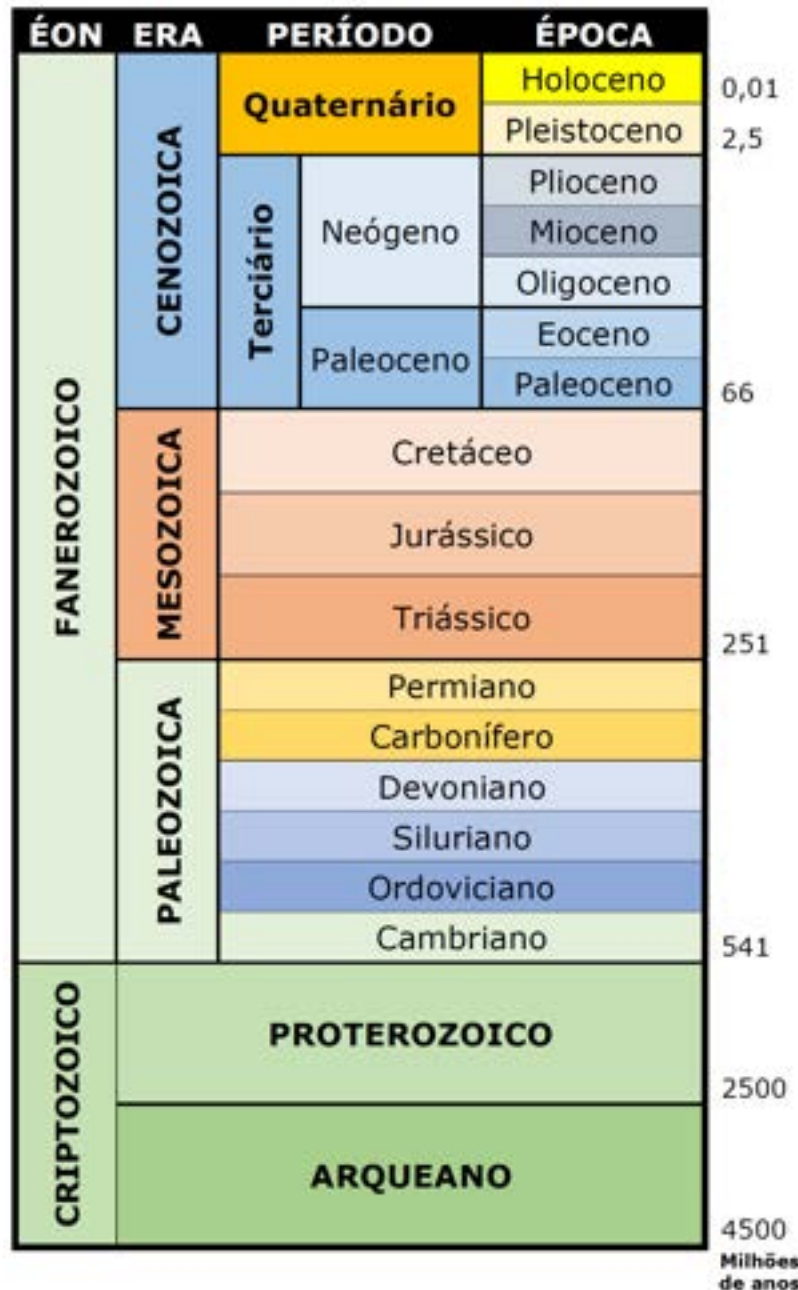 ÉON ERA PERÍODO ÉPOCA
FANEROZOICO
CENOZOICA
Quaternário
Holoceno
0,01
Pleistoceno
2,5
Terciário
Neógeno
Plioceno
Mioceno
Oligoceno
Paleoceno
Eoceno
Paleoceno
66
MESOZOICA
Cretáceo
Jurássico
Triássico
251
PALEOZOICA
Permiano
Carbonífero
Devoniano
Siluriano
Ordoviciano
Cambriano
541
CRIPTOZOICO
PROTEROZOICO
2500
ARQUEANO
4500
Milhões
de anos